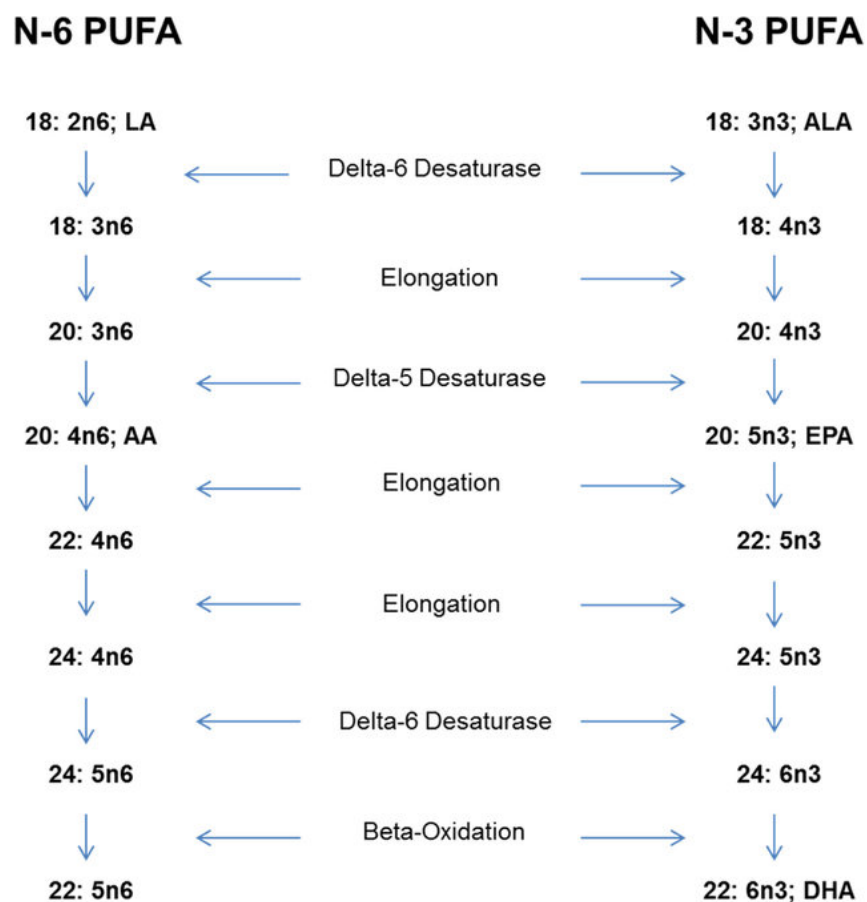 N-6 PUFA
N-3 PUFA
18: 2n6; LA
18: 3n3; ALA
Delta-6 Desaturase
18: 3n6
18: 4n3
Elongation
20: 3n6
20: 4n3
Delta-5 Desaturase
20: 4n6; AA
20: 5n3; EPA
Elongation
22: 4n6
22: 5n3
Elongation
24: 4n6
24: 5n3
Delta-6 Desaturase
24: 5n6
24: 6n3
Beta-Oxidation
22: 5n6
22: 6n3; DHA